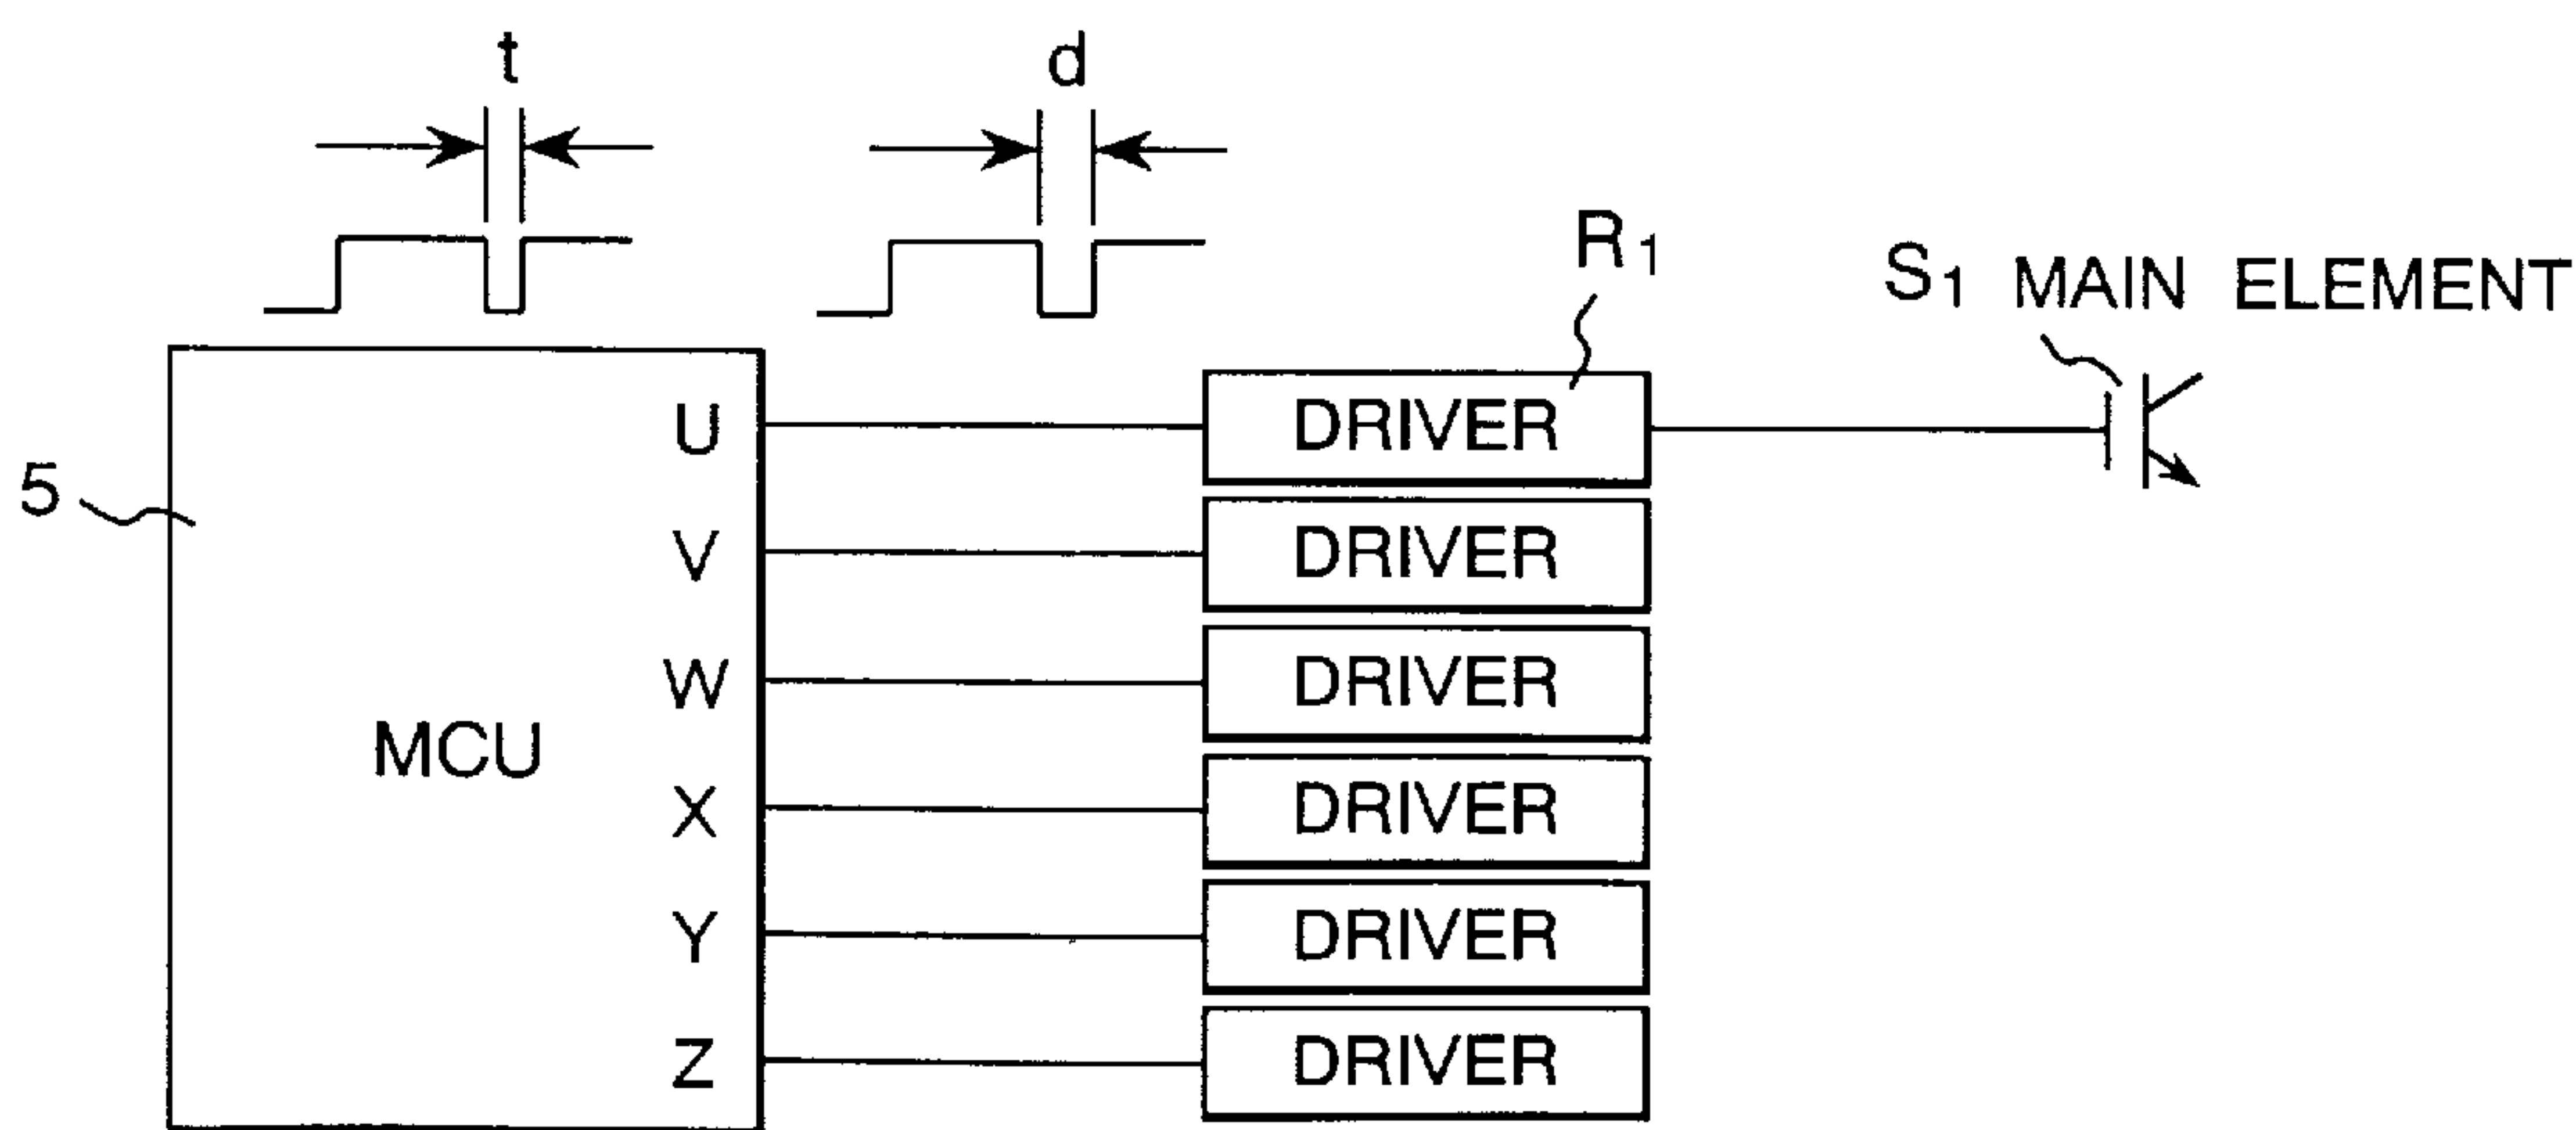 t
d
R1
S1 MAIN ELEMENT
5
MCU
U
DRIVER
V
DRIVER
W
DRIVER
X
DRIVER
Y
DRIVER
Z
DRIVER